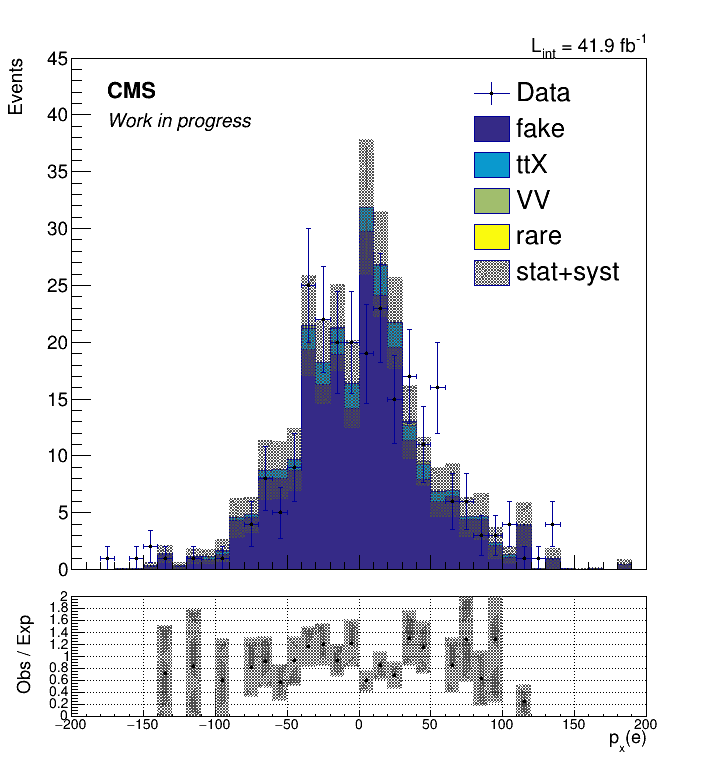 L_int = 41.9 fb^-1
Events
45
40
35
30
25
20
15
10
5
0
CMS
Work in progress
Data
fake
ttX
VV
rare
stat+syst
Obs / Exp
2
1.8
1.6
1.4
1.2
1
0.8
0.6
0.4
0.2
0
−200 −150 −100 −50 0 50 100 150 200
p_x(e)